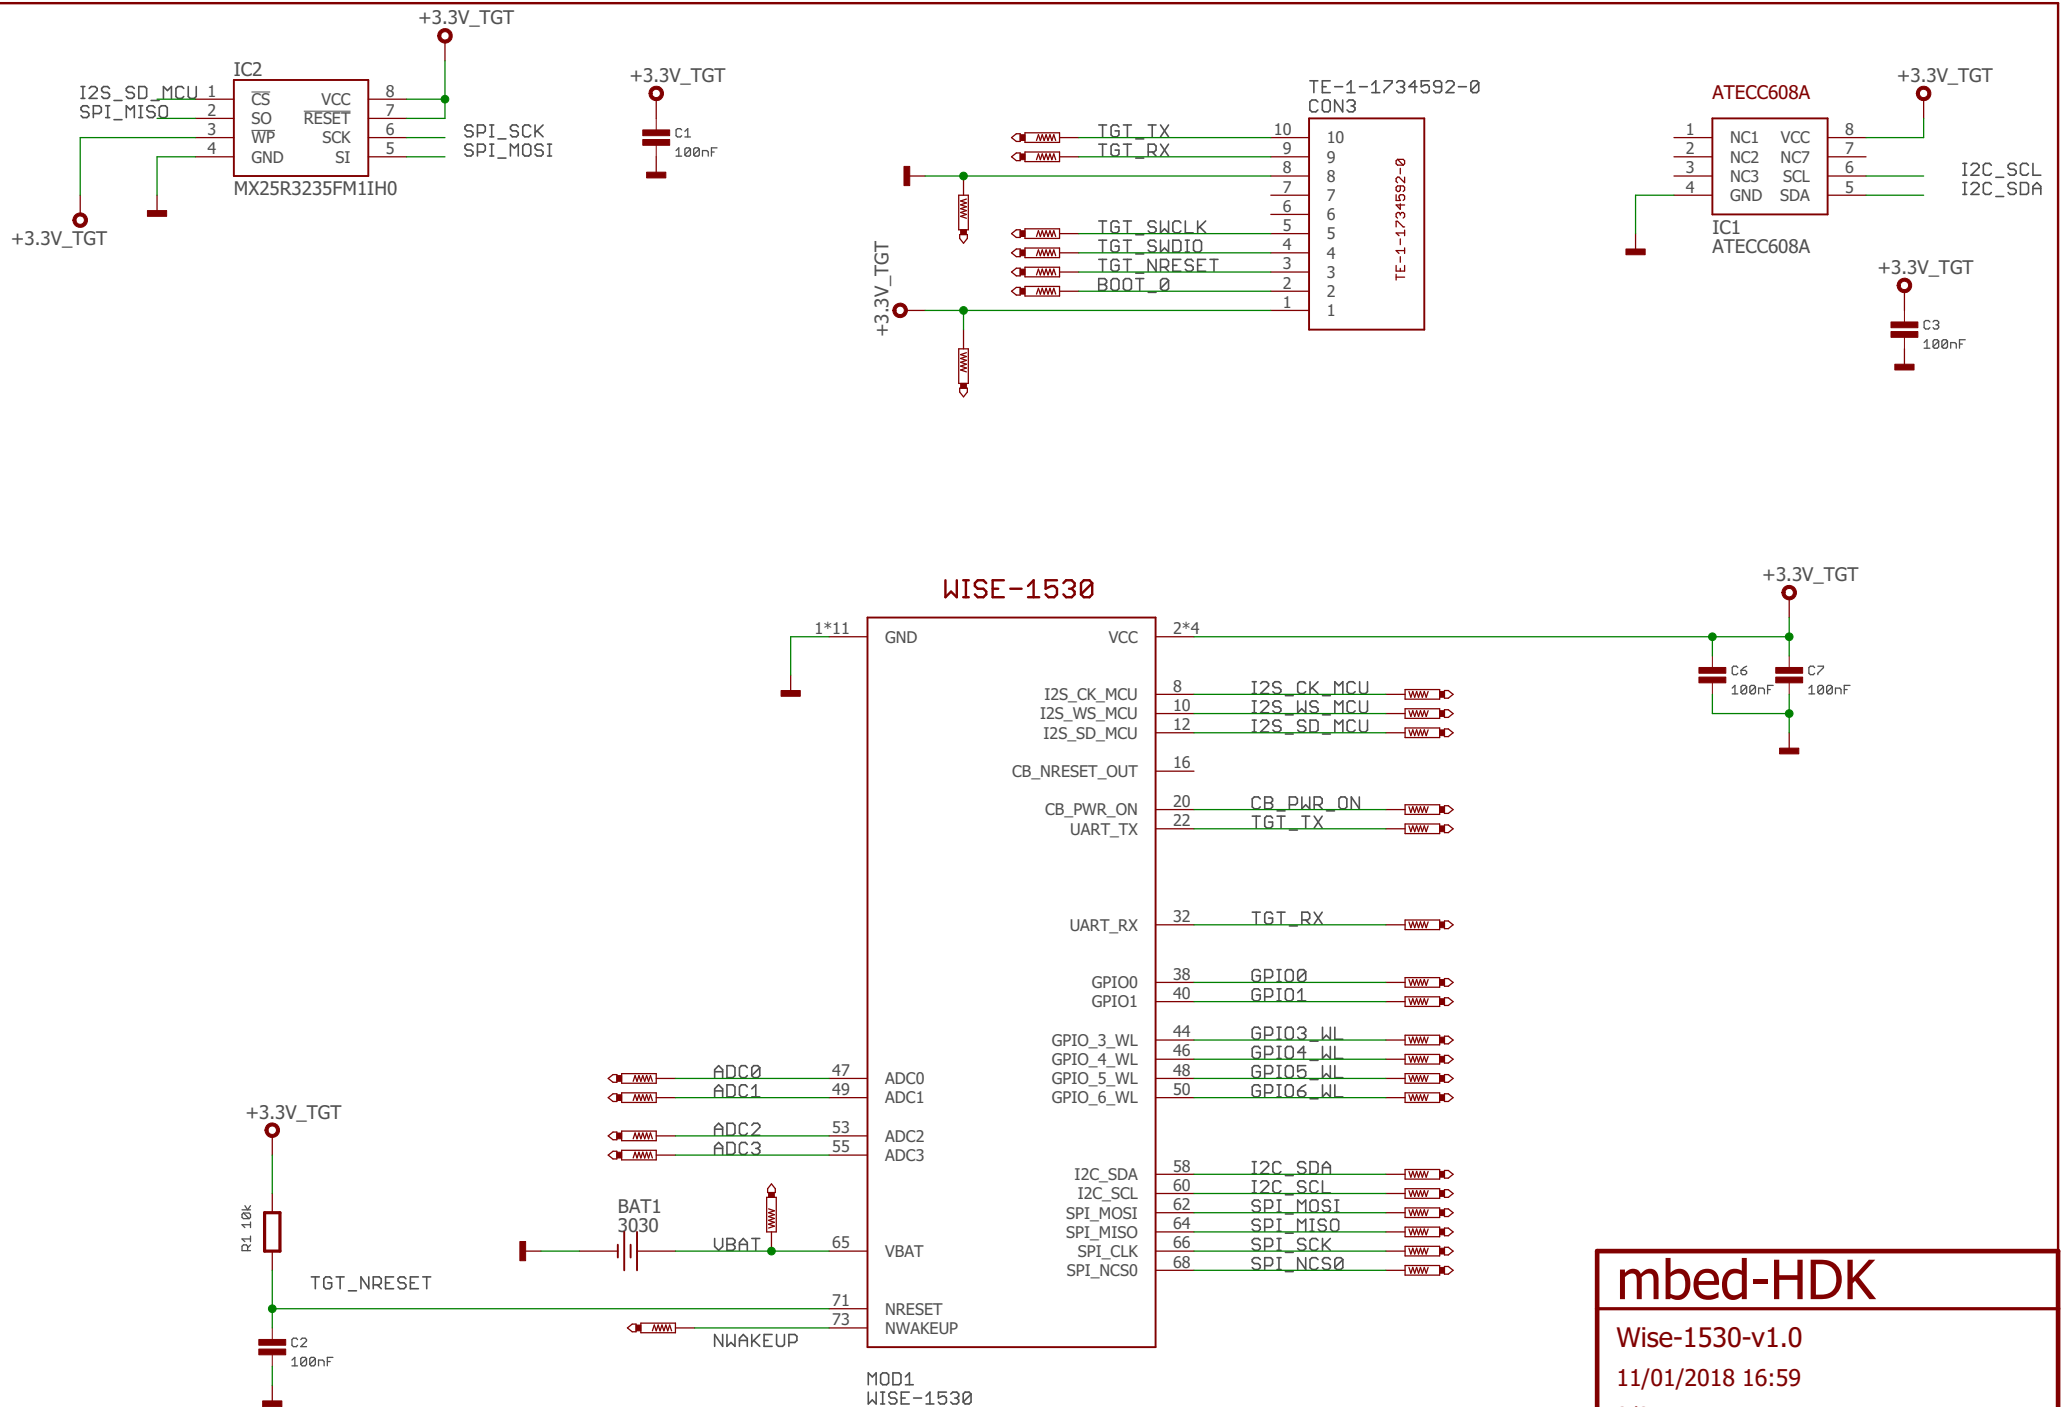 +3.3V_TGT
IC2
I2S_SD_MCU 1 CS VCC 8
SPI_MISO 2 SO RESET 7
3 WP SCK 6 SPI_SCK
4 GND SI 5 SPI_MOSI
MX25R3235FM1IH0
+3.3V_TGT
+3.3V_TGT
C1
100nF
TE-1-1734592-0
CON3
TGT_TX 10 10
TGT_RX 9 9
8 8
7 7
6 6
TGT_SWCLK 5 5
TGT_SWDIO 4 4
TGT_NRESET 3 3
BOOT_0 2 2
1 1
TE-1-1734592-0
+3.3V_TGT
+3.3V_TGT
ATECC608A
1 NC1 VCC 8
2 NC2 NC7 7
3 NC3 SCL 6 I2C_SCL
4 GND SDA 5 I2C_SDA
IC1
ATECC608A
+3.3V_TGT
C3
100nF
WISE-1530
+3.3V_TGT
1*11 GND VCC 2*4
C6
100nF
C7
100nF
I2S_CK_MCU 8 I2S_CK_MCU
I2S_WS_MCU 10 I2S_WS_MCU
I2S_SD_MCU 12 I2S_SD_MCU
CB_NRESET_OUT 16
CB_PWR_ON 20 CB_PWR_ON
UART_TX 22 TGT_TX
UART_RX 32 TGT_RX
GPIO0 38 GPIO0
GPIO1 40 GPIO1
GPIO_3_WL 44 GPIO3_WL
GPIO_4_WL 46 GPIO4_WL
ADC0 47 ADC0 GPIO_5_WL 48 GPIO5_WL
ADC1 49 ADC1 GPIO_6_WL 50 GPIO6_WL
ADC2 53 ADC2
ADC3 55 ADC3
I2C_SDA 58 I2C_SDA
I2C_SCL 60 I2C_SCL
SPI_MOSI 62 SPI_MOSI
SPI_MISO 64 SPI_MISO
BAT1
3030
VBAT 65 VBAT SPI_CLK 66 SPI_SCK
SPI_NCS0 68 SPI_NCS0
+3.3V_TGT
R1 10k
TGT_NRESET
71 NRESET
NWAKEUP 73 NWAKEUP
C2
100nF
MOD1
WISE-1530
mbed-HDK
Wise-1530-v1.0
11/01/2018 16:59